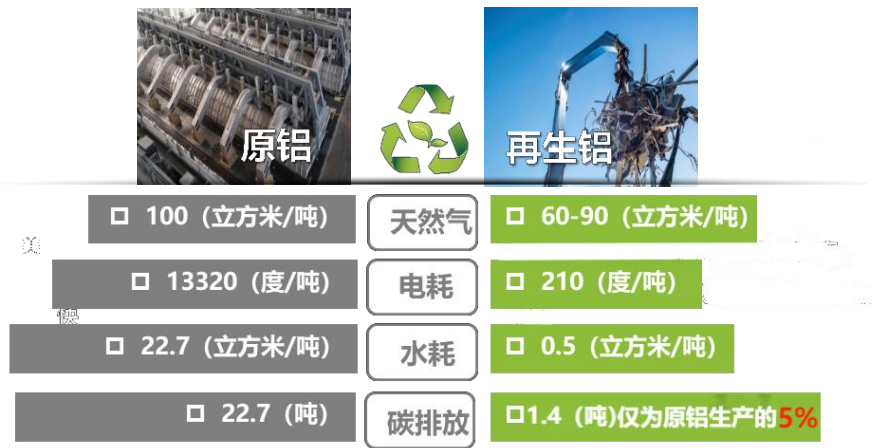 原铝
再生铝
100（立方米/吨）
天然气
60-90（立方米/吨）
13320（度/吨）
电耗
210（度/吨）
22.7（立方米/吨）
水耗
0.5（立方米/吨）
22.7（吨）
碳排放
1.4（吨)仅为原铝生产的5%